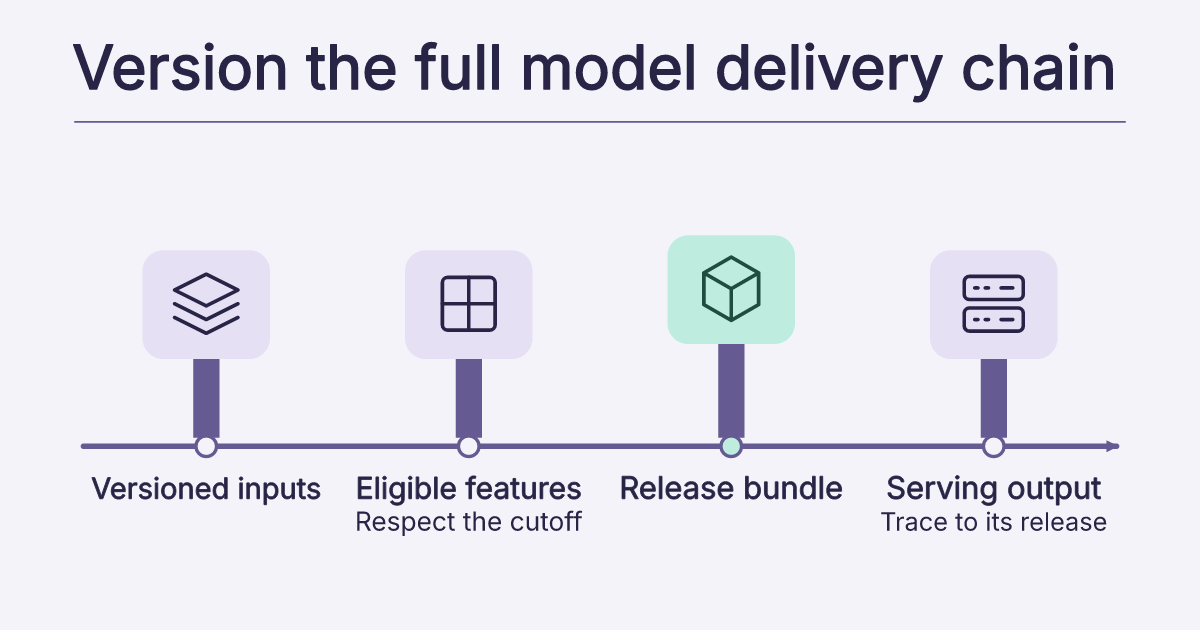 Version the full model delivery chain
Versioned inputs
Eligible features
Respect the cutoff
Release bundle
Serving output
Trace to its release